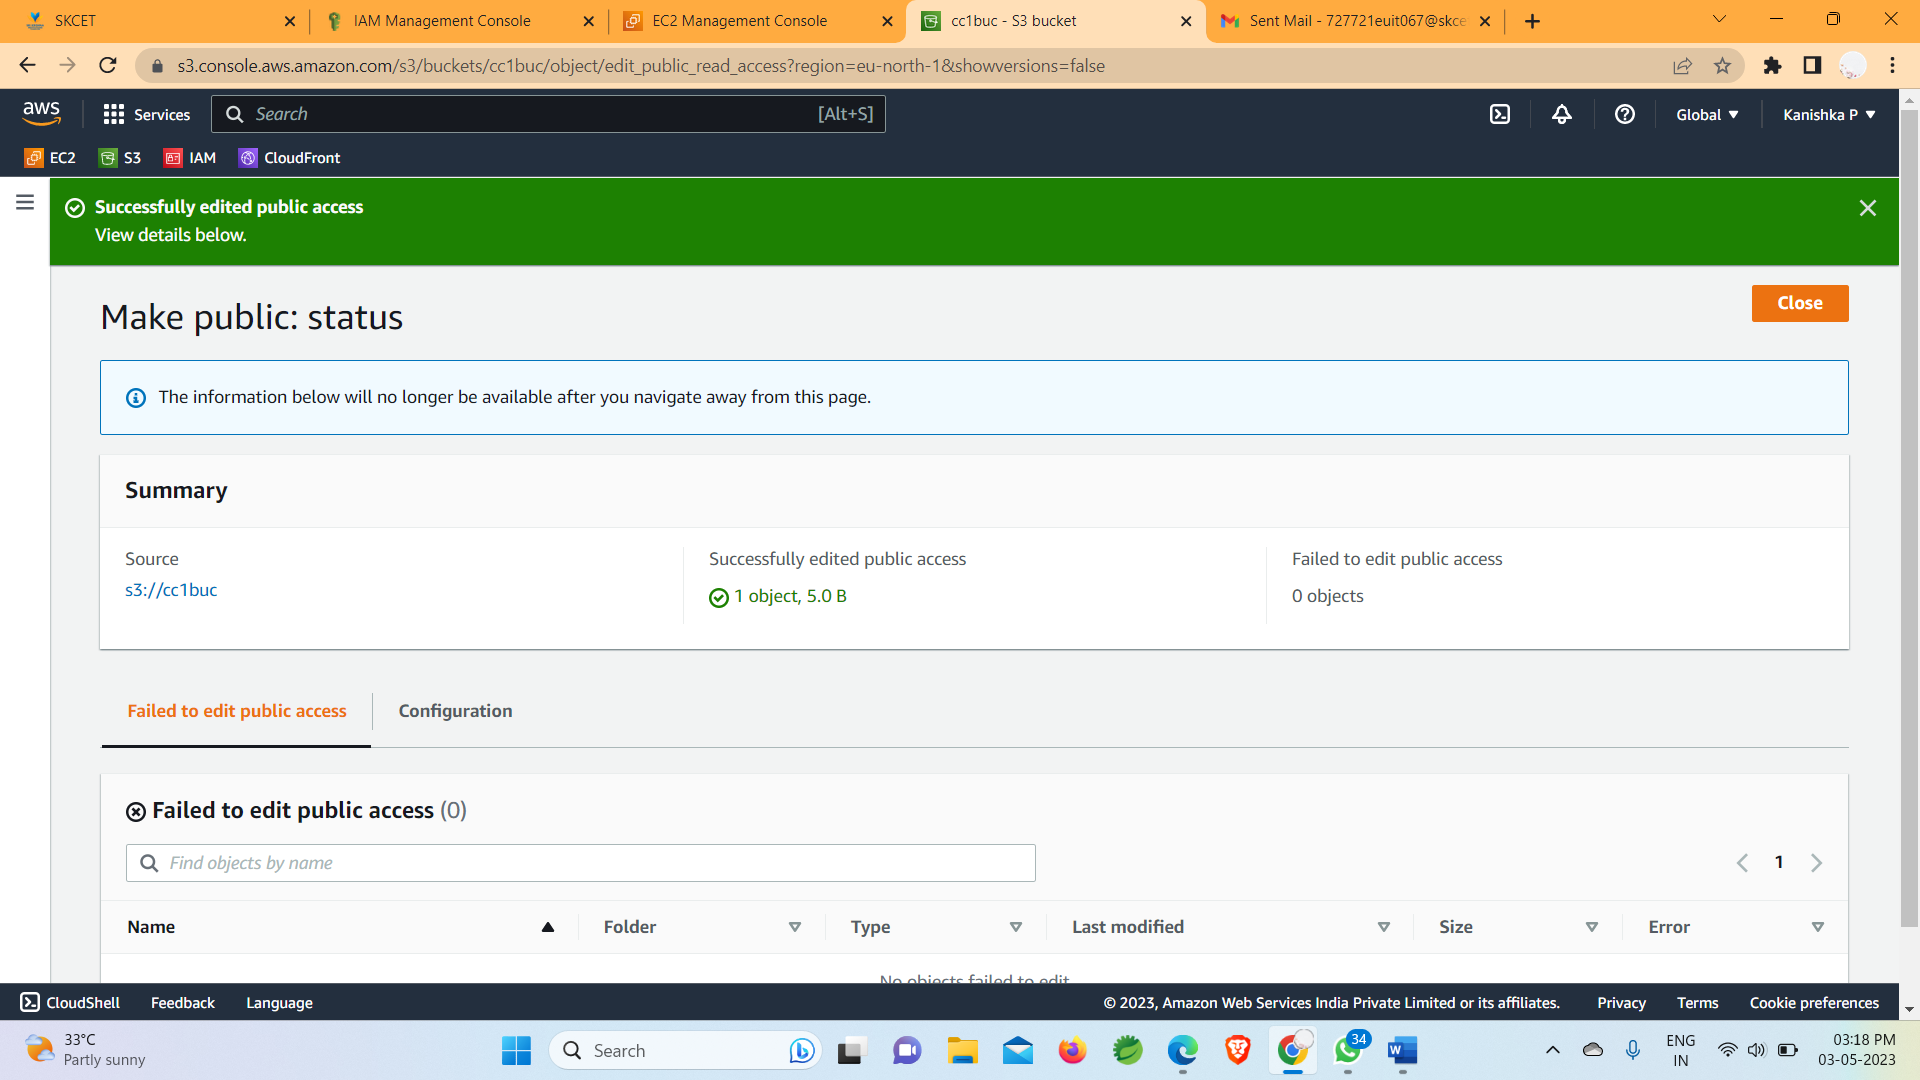 SKCET
IAM Management Console
EC2 Management Console
cc1buc - S3 bucket
Sent Mail - 727721euit067@skce
s3.console.aws.amazon.com/s3/buckets/cc1buc/object/edit_public_read_access?region=eu-north-1&showversions=false
aws
Services
Search
[Alt+S]
Global
Kanishka P
EC2
S3
IAM
CloudFront
Successfully edited public access
View details below.
Make public: status
Close
The information below will no longer be available after you navigate away from this page.
Summary
Source
s3://cc1buc
Successfully edited public access
1 object, 5.0 B
Failed to edit public access
0 objects
Failed to edit public access
Configuration
Failed to edit public access (0)
Find objects by name
1
Name
Folder
Type
Last modified
Size
Error
No objects failed to edit
CloudShell
Feedback
Language
© 2023, Amazon Web Services India Private Limited or its affiliates.
Privacy
Terms
Cookie preferences
33°C
Partly sunny
Search
34
ENG
IN
03:18 PM
03-05-2023